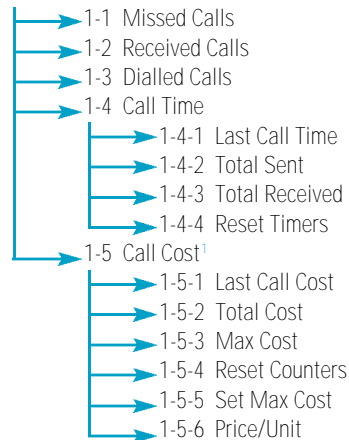 1-1 Missed Calls
1-2 Received Calls
1-3 Dialled Calls
1-4 Call Time
1-4-1 Last Call Time
1-4-2 Total Sent
1-4-3 Total Received
1-4-4 Reset Timers
1-5 Call Cost¹
1-5-1 Last Call Cost
1-5-2 Total Cost
1-5-3 Max Cost
1-5-4 Reset Counters
1-5-5 Set Max Cost
1-5-6 Price/Unit